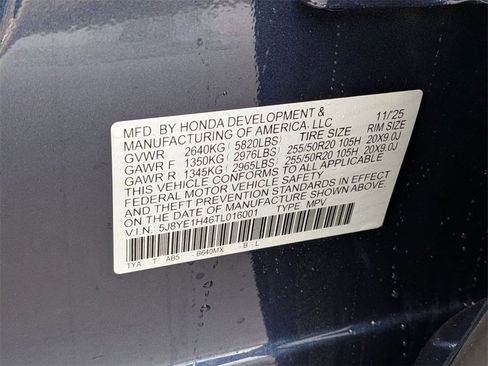 MFD. BY HONDA DEVELOPMENT & 11/'25
MANUFACTURING OF AMERICA, LLC
TIRE SIZE RIM SIZE
GVWR 2640KG (5820LBS)
GAWR F 1350KG (2976LBS) 255/50R20 105H 20X9.0J
GAWR R 1345KG (2965LBS) 255/50R20 105H 20X9.0J
THIS VEHICLE CONFORMS TO ALL APPLICABLE
FEDERAL MOTOR VEHICLE SAFETY
AND THEFT PREVENTION STANDARDS IN EFFECT
ON THE DATE OF MANUFACTURE SHOWN ABOVE.
V.I.N. 5J8YE1H46TL016001 TYPE: MPV
TYA T AB5 - B640MX - B - L